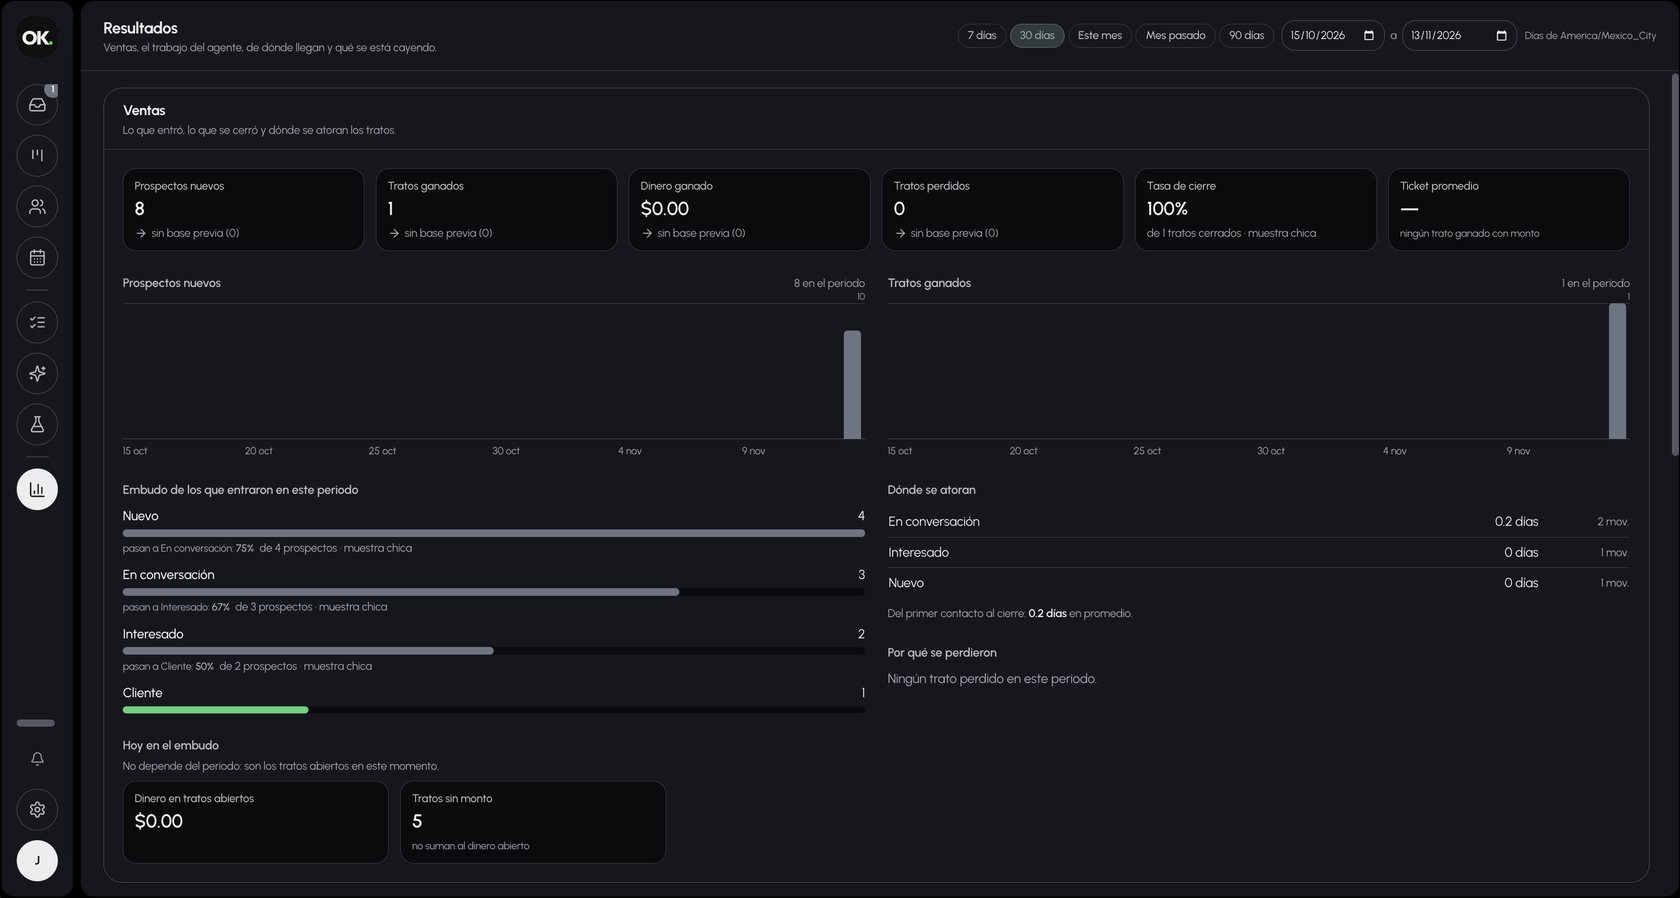 OK.
1
J
Resultados
Ventas, el trabajo del agente, de dónde llegan y qué se está cayendo.
7 días
30 días
Este mes
Mes pasado
90 días
15/10/2026
a
13/11/2026
Días de America/Mexico_City
Ventas
Lo que entró, lo que se cerró y dónde se atoran los tratos.
Prospectos nuevos
8
→ sin base previa (0)
Tratos ganados
1
→ sin base previa (0)
Dinero ganado
$0.00
→ sin base previa (0)
Tratos perdidos
0
→ sin base previa (0)
Tasa de cierre
100%
de 1 tratos cerrados · muestra chica
Ticket promedio
—
ningún trato ganado con monto
Prospectos nuevos
8 en el periodo
10
15 oct
20 oct
25 oct
30 oct
4 nov
9 nov
Tratos ganados
1 en el periodo
1
15 oct
20 oct
25 oct
30 oct
4 nov
9 nov
Embudo de los que entraron en este periodo
Nuevo 4
pasan a En conversación: 75% de 4 prospectos · muestra chica
En conversación 3
pasan a Interesado: 67% de 3 prospectos · muestra chica
Interesado 2
pasan a Cliente: 50% de 2 prospectos · muestra chica
Cliente 1
Dónde se atoran
En conversación 0.2 días 2 mov.
Interesado 0 días 1 mov.
Nuevo 0 días 1 mov.
Del primer contacto al cierre: 0.2 días en promedio.
Por qué se perdieron
Ningún trato perdido en este periodo.
Hoy en el embudo
No depende del periodo: son los tratos abiertos en este momento.
Dinero en tratos abiertos
$0.00
Tratos sin monto
5
no suman al dinero abierto